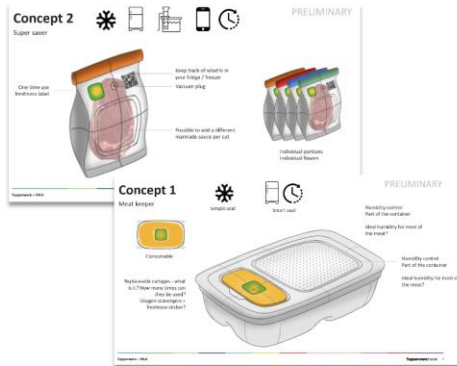 Concept 2
PRELIMINARY
Super saver
One time use
freshness label
Keep track of what is in
your fridge / freezer
Vacuum plug
Possible to add a different
marinade sauce per cut
Individual portions
Individual flavors
Concept 1
PRELIMINARY
Meat keeper
Simple seal
Smart seal
Humidity control
Part of the container
Ideal humidity for most of
the meat?
Consumable
Humidity control
Part of the container
Ideal humidity for most of
the meat?
Replaceable cartages - what
is it? How many times can
they be used?
Oxygen scavengers +
freshness sticker?